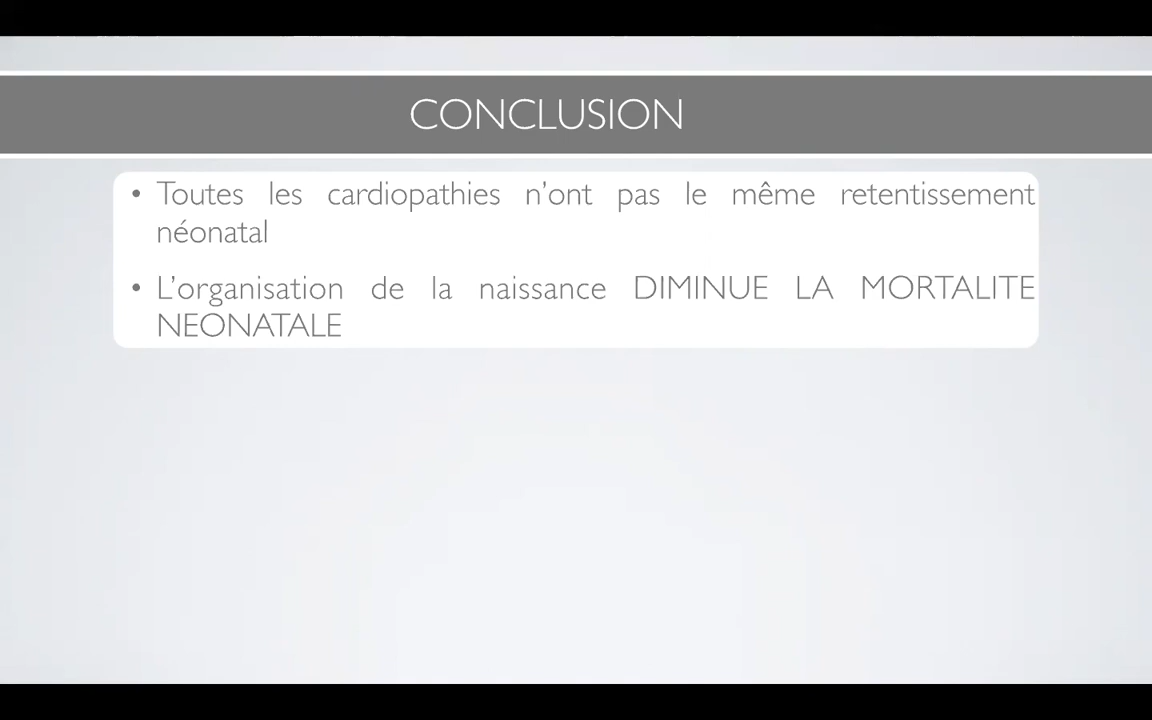 CONCLUSION
• Toutes les cardiopathies n’ont pas le même retentissement
néonatal
• L’organisation de la naissance DIMINUE LA MORTALITE
NEONATALE